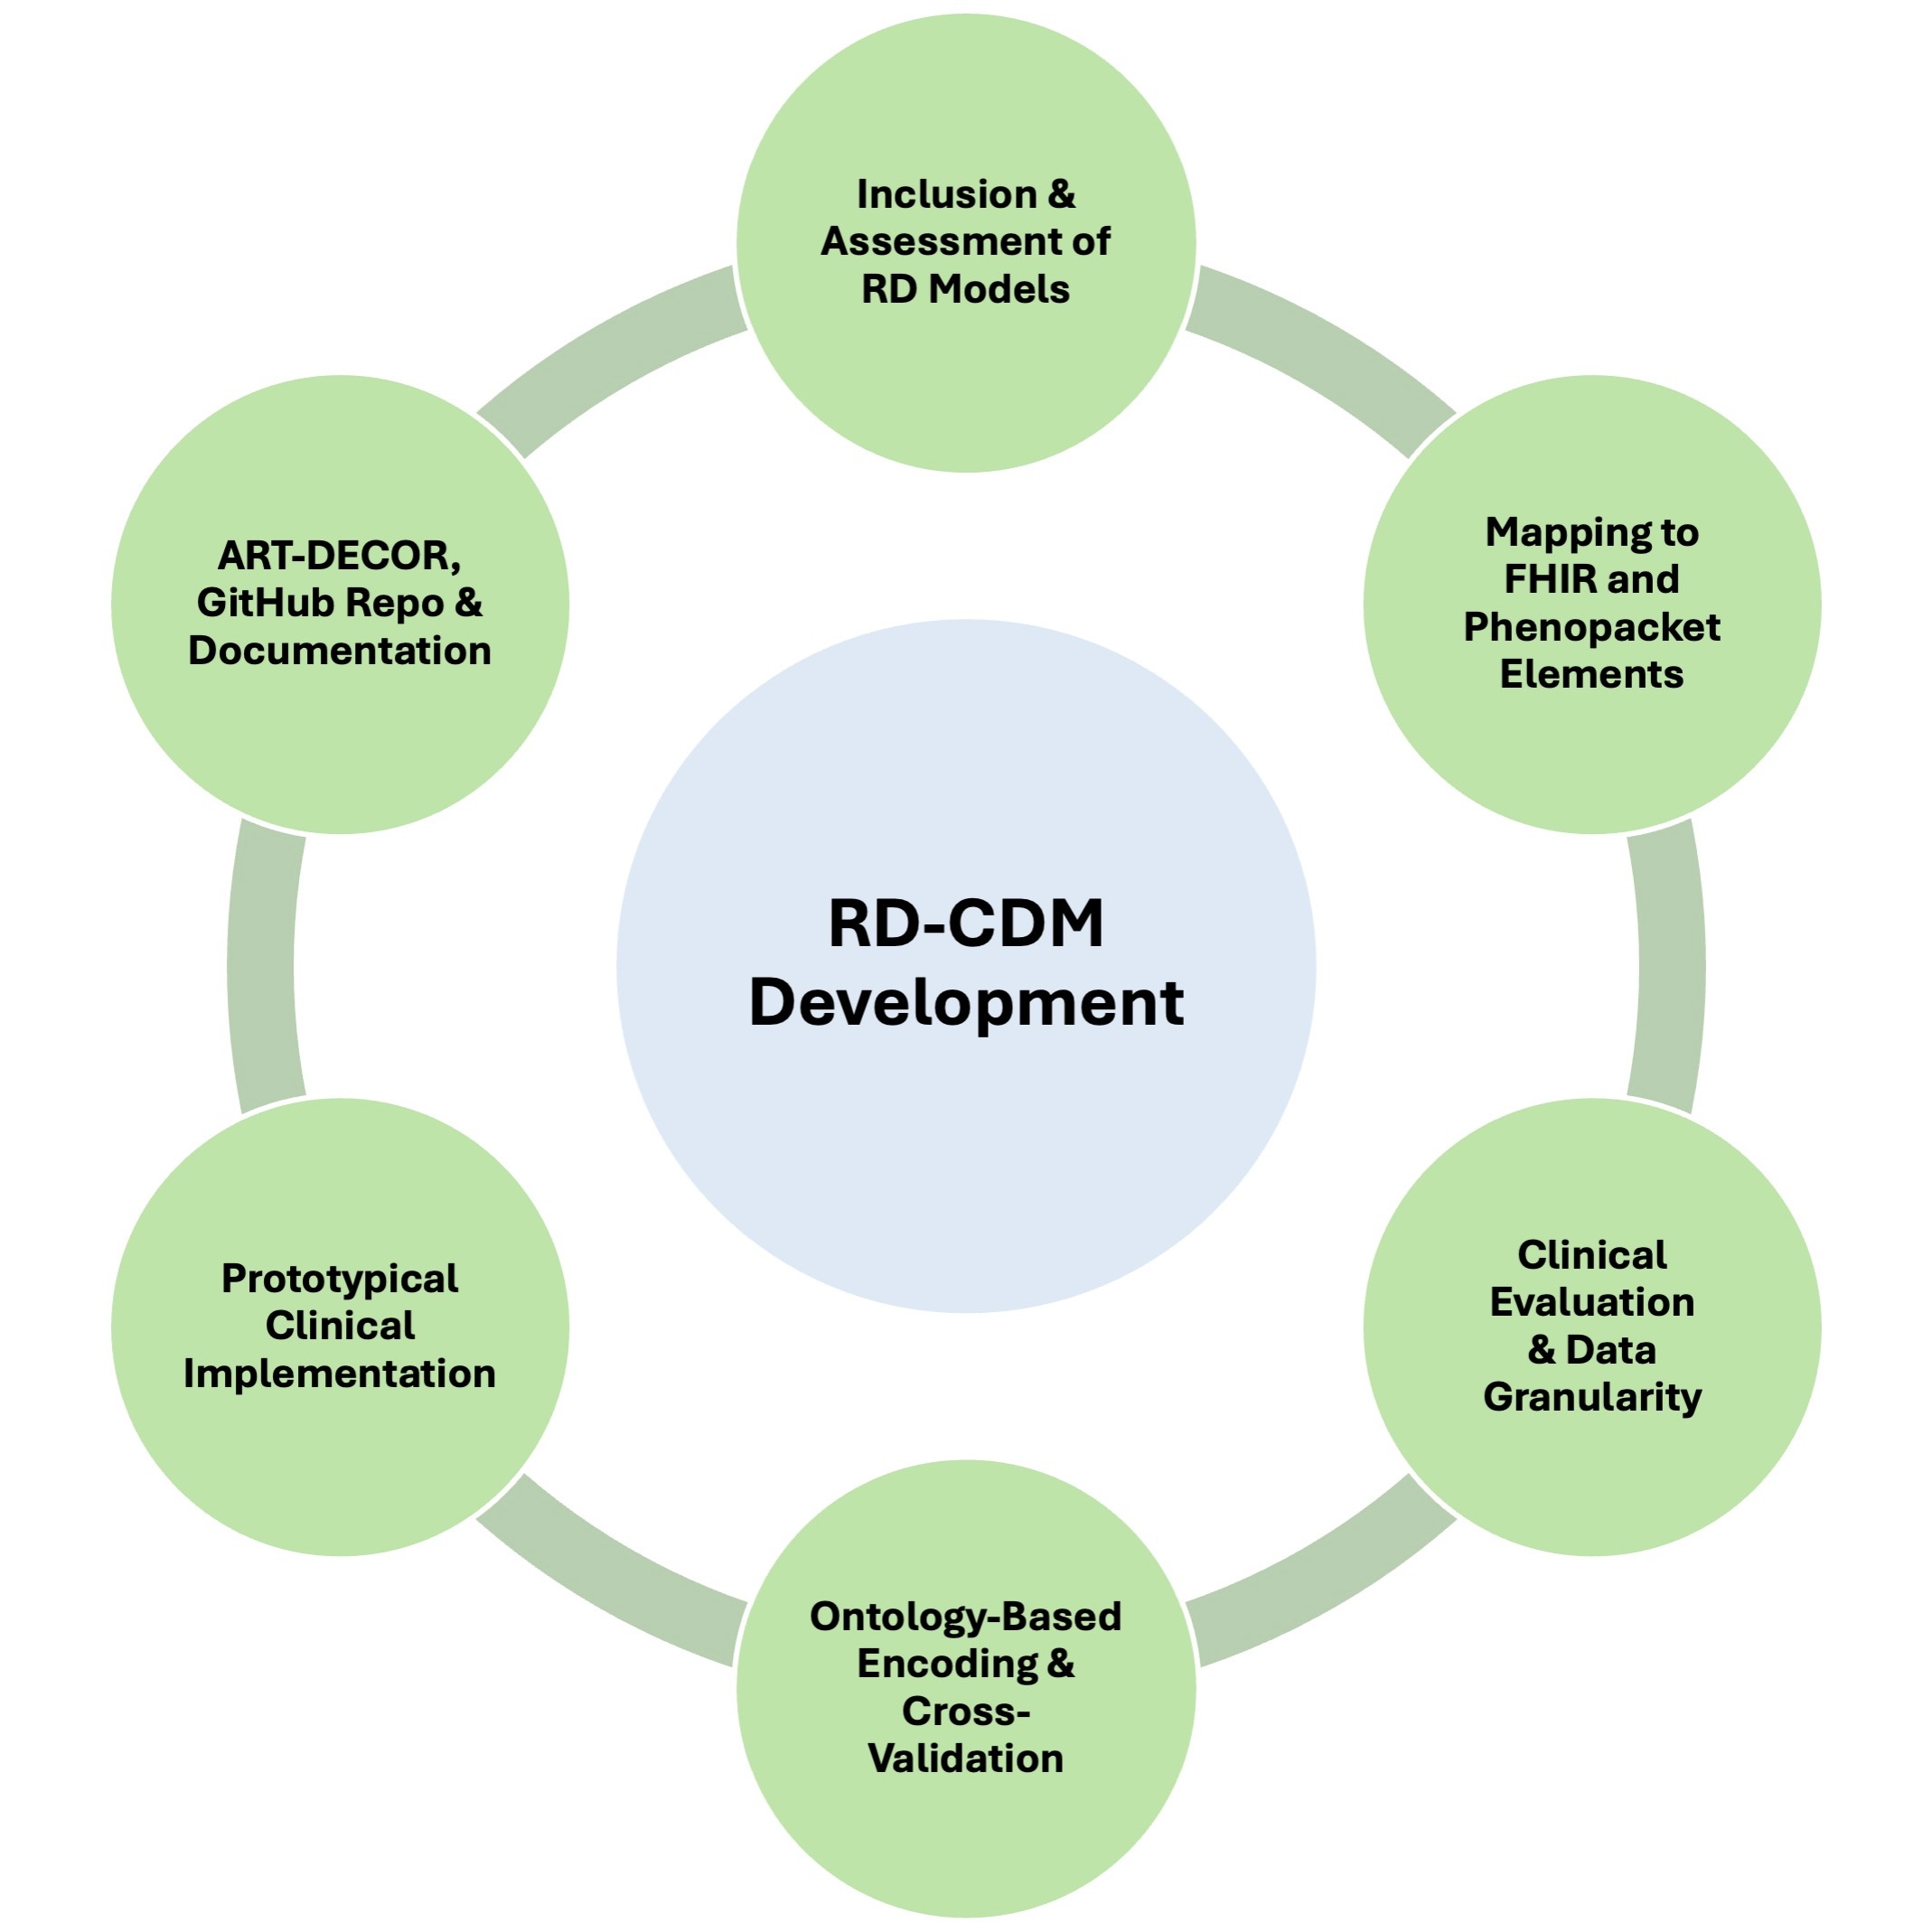 Inclusion &
Assessment of
RD Models
Mapping to
FHIR and
Phenopacket
Elements
Clinical
Evaluation
& Data
Granularity
Ontology-Based
Encoding &
Cross-
Validation
Prototypical
Clinical
Implementation
ART-DECOR,
GitHub Repo &
Documentation
RD-CDM
Development